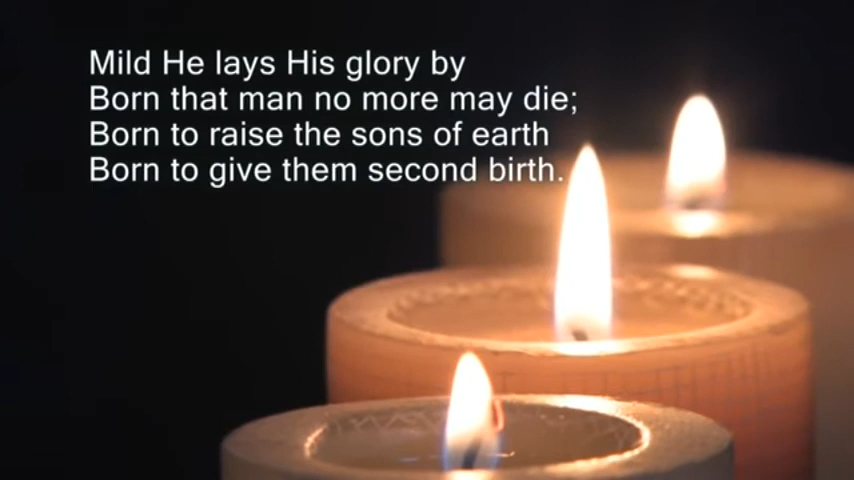 Mild He lays His glory by
Born that man no more may die;
Born to raise the sons of earth
Born to give them second birth.